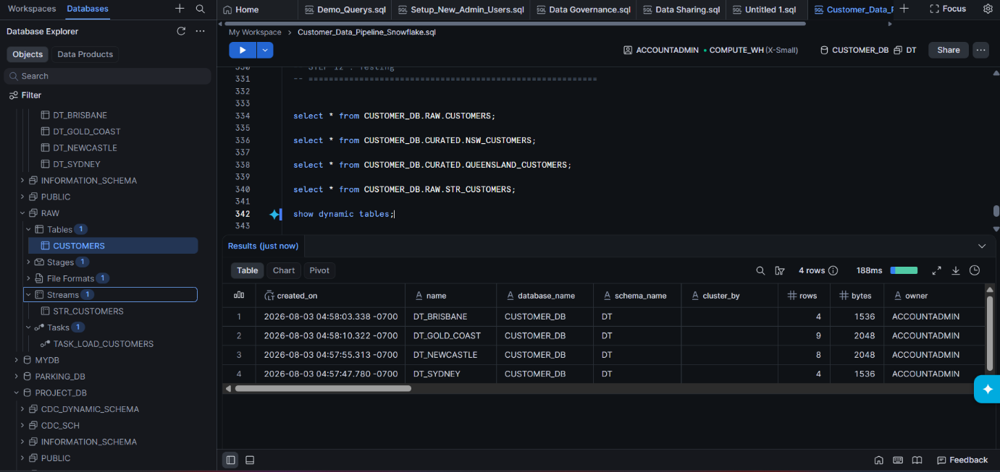 Workspaces Databases
Home
Demo_Querys.sql
Setup_New_Admin_Users.sql
Data Governance.sql
Data Sharing.sql
Untitled 1.sql
Customer_Data_F
Focus
Database Explorer
Objects Data Products
Search
Filter
DT_BRISBANE
DT_GOLD_COAST
DT_NEWCASTLE
DT_SYDNEY
INFORMATION_SCHEMA
PUBLIC
RAW
Tables 1
CUSTOMERS
Stages 1
File Formats 1
Streams 1
STR_CUSTOMERS
Tasks 1
TASK_LOAD_CUSTOMERS
MYDB
PARKING_DB
PROJECT_DB
CDC_DYNAMIC_SCHEMA
CDC_SCH
INFORMATION_SCHEMA
PUBLIC
My Workspace > Customer_Data_Pipeline_Snowflake.sql
ACCOUNTADMIN • COMPUTE_WH (X-Small) CUSTOMER_DB DT Share ...
330 STEP 12 : Testing
331 -- =========================================================
332
333
334 select * from CUSTOMER_DB.RAW.CUSTOMERS;
335
336 select * from CUSTOMER_DB.CURATED.NSW_CUSTOMERS;
337
338 select * from CUSTOMER_DB.CURATED.QUEENSLAND_CUSTOMERS;
339
340 select * from CUSTOMER_DB.RAW.STR_CUSTOMERS;
341
342 show dynamic tables;
343
Results (just now)
Table Chart Pivot 4 rows 188ms
created_on name database_name schema_name cluster_by rows bytes owner
1 2026-08-03 04:58:03.338 -0700 DT_BRISBANE CUSTOMER_DB DT 4 1536 ACCOUNTADMIN
2 2026-08-03 04:58:10.322 -0700 DT_GOLD_COAST CUSTOMER_DB DT 9 2048 ACCOUNTADMIN
3 2026-08-03 04:57:55.313 -0700 DT_NEWCASTLE CUSTOMER_DB DT 8 2048 ACCOUNTADMIN
4 2026-08-03 04:57:47.780 -0700 DT_SYDNEY CUSTOMER_DB DT 4 1536 ACCOUNTADMIN
Feedback